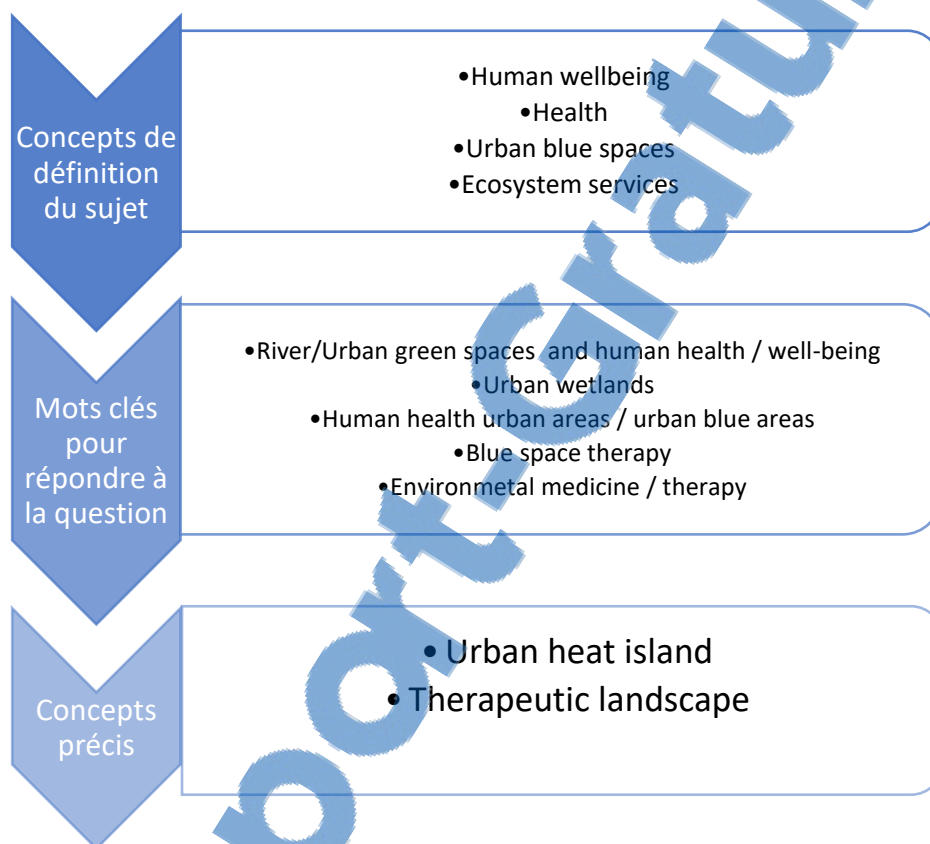 Concepts de
définition
du sujet
•Human wellbeing
•Health
•Urban blue spaces
•Ecosystem services
Mots clés
pour
répondre à
la question
•River/Urban green spaces and human health / well-being
•Urban wetlands
•Human health urban areas / urban blue areas
•Blue space therapy
•Environmetal medicine / therapy
Concepts
précis
• Urban heat island
• Therapeutic landscape
port-Gratui